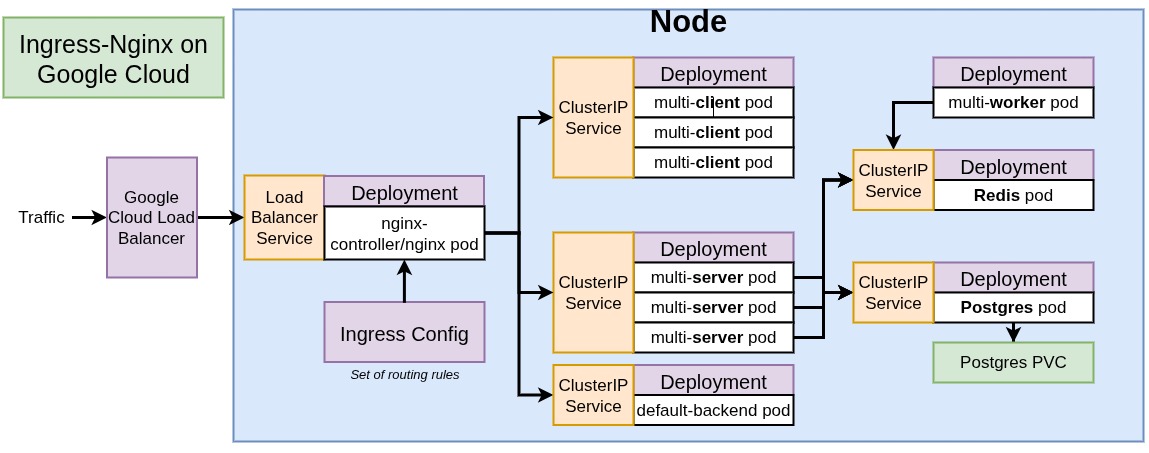 Node
Ingress-Nginx on
Google Cloud
Traffic
Google
Cloud Load
Balancer
Load
Balancer
Service
Deployment
nginx-
controller/nginx pod
Ingress Config
Set of routing rules
ClusterIP
Service
Deployment
multi-client pod
multi-client pod
multi-client pod
ClusterIP
Service
Deployment
multi-server pod
multi-server pod
multi-server pod
ClusterIP
Service
Deployment
default-backend pod
Deployment
multi-worker pod
ClusterIP
Service
Deployment
Redis pod
ClusterIP
Service
Deployment
Postgres pod
Postgres PVC